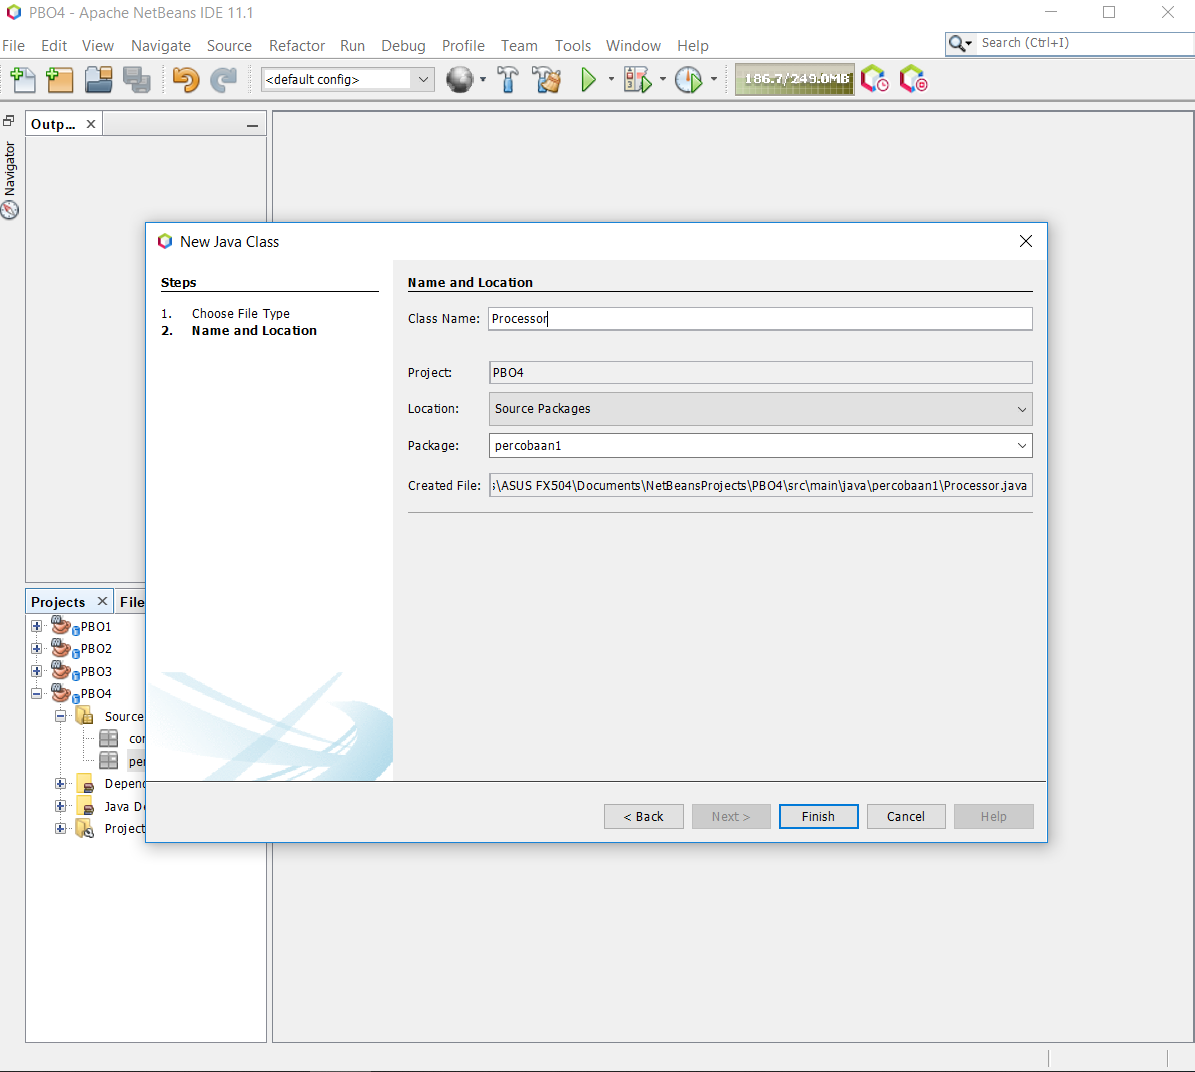 PBO4 - Apache NetBeans IDE 11.1
File Edit View Navigate Source Refactor Run Debug Profile Team Tools Window Help
Search (Ctrl+I)
<default config>
186.7/249.0MB
Outp...
Navigator
New Java Class
Steps
1. Choose File Type
2. Name and Location
Name and Location
Class Name: Processor
Project: PBO4
Location: Source Packages
Package: percobaan1
Created File: s\ASUS FX504\Documents\NetBeansProjects\PBO4\src\main\java\percobaan1\Processor.java
< Back Next > Finish Cancel Help
Projects File
PBO1
PBO2
PBO3
PBO4
Source
cor
per
Depend
Java De
Project